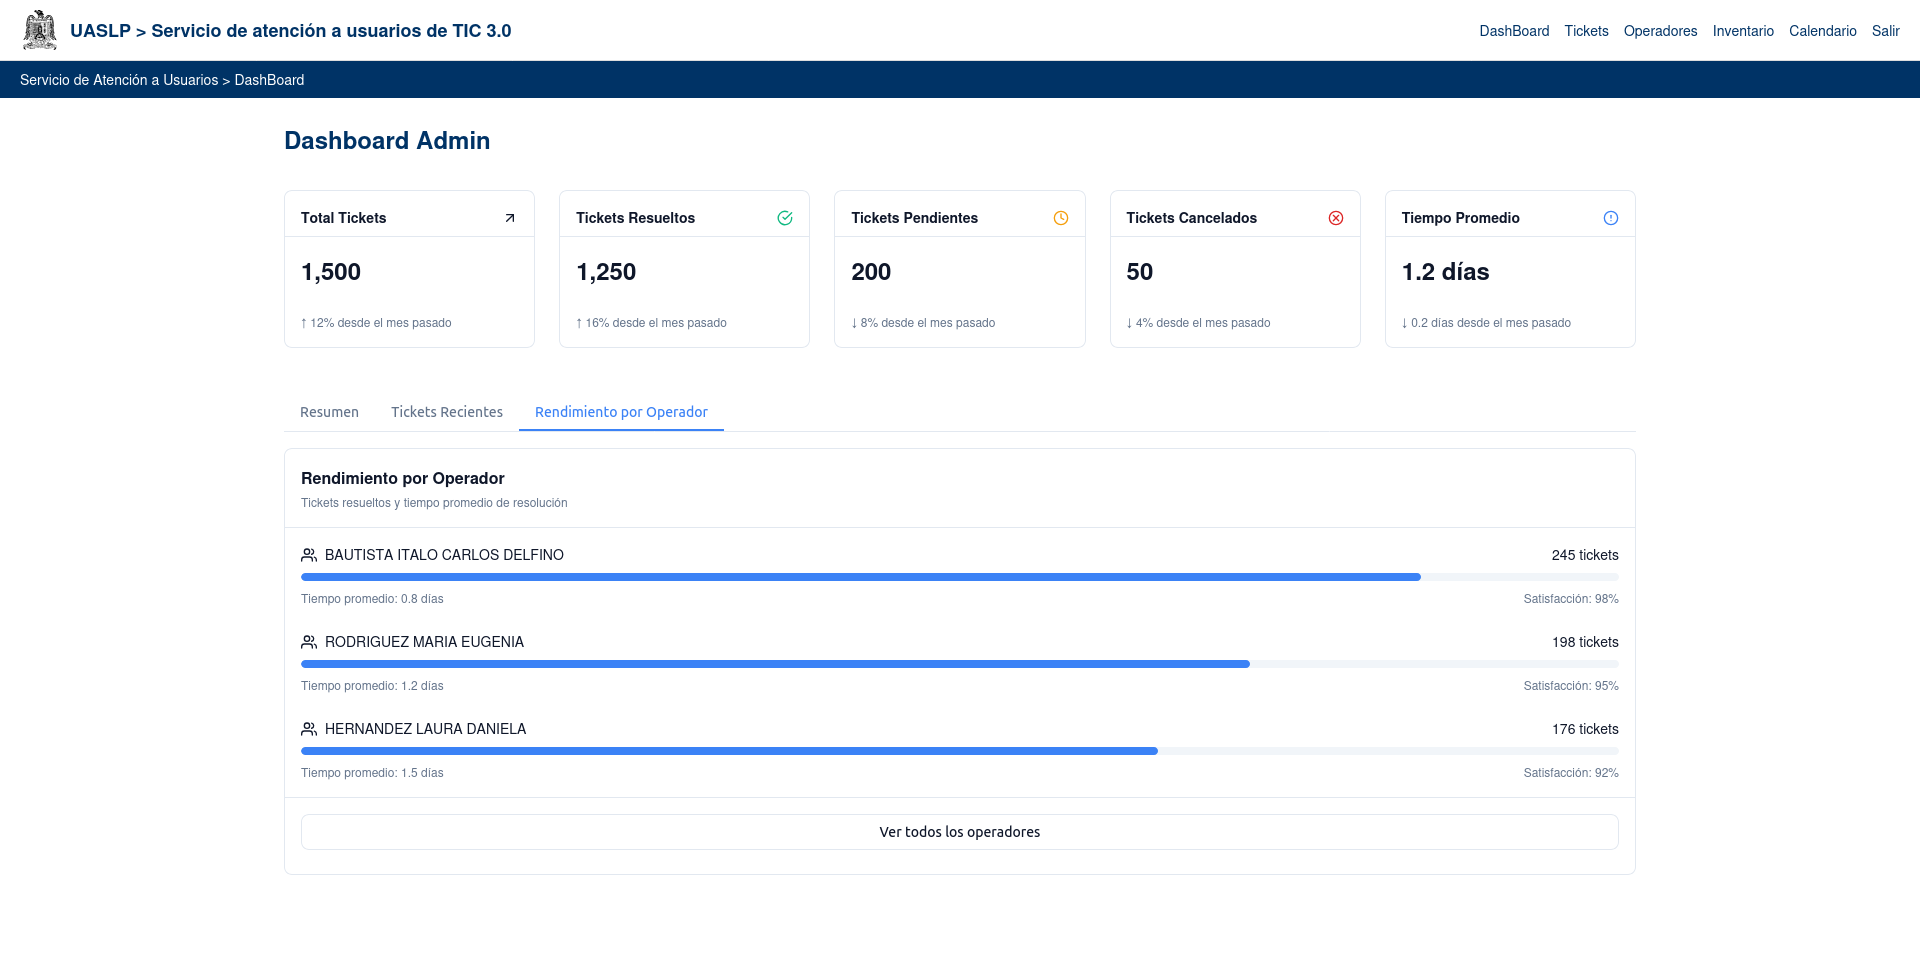 UASLP > Servicio de atención a usuarios de TIC 3.0
DashBoard Tickets Operadores Inventario Calendario Salir
Servicio de Atención a Usuarios > DashBoard
Dashboard Admin
Total Tickets
1,500
↑ 12% desde el mes pasado
Tickets Resueltos
1,250
↑ 16% desde el mes pasado
Tickets Pendientes
200
↓ 8% desde el mes pasado
Tickets Cancelados
50
↓ 4% desde el mes pasado
Tiempo Promedio
1.2 días
↓ 0.2 días desde el mes pasado
Resumen Tickets Recientes Rendimiento por Operador
Rendimiento por Operador
Tickets resueltos y tiempo promedio de resolución
BAUTISTA ITALO CARLOS DELFINO 245 tickets
Tiempo promedio: 0.8 días Satisfacción: 98%
RODRIGUEZ MARIA EUGENIA 198 tickets
Tiempo promedio: 1.2 días Satisfacción: 95%
HERNANDEZ LAURA DANIELA 176 tickets
Tiempo promedio: 1.5 días Satisfacción: 92%
Ver todos los operadores